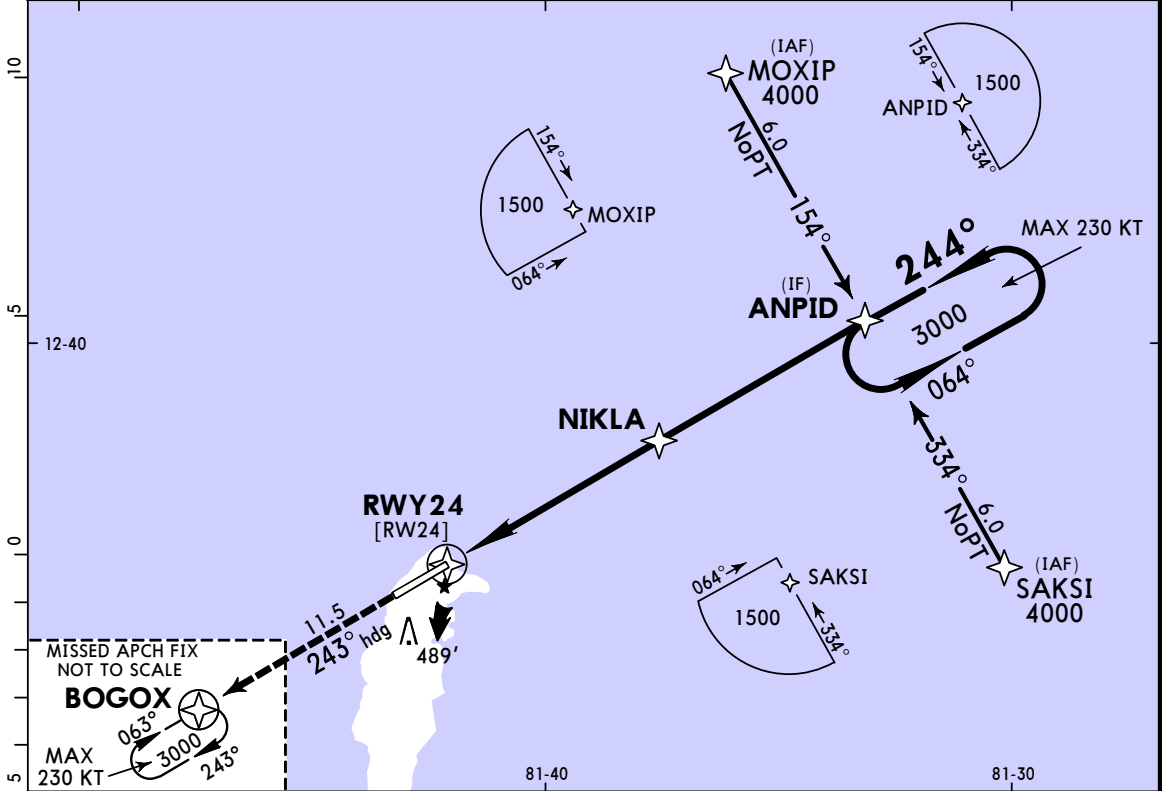 (IAF)
MOXIP
4000
6.0
NoPT
154°
154°
1500
ANPID
334°
154°
1500
MOXIP
064°
10
5
12-40
0
5
MAX 230 KT
244°
(IF)
ANPID
3000
064°
334°
6.0
NoPT
(IAF)
SAKSI
4000
NIKLA
RWY24
[RW24]
064°
SAKSI
1500
334°
11.5
243° hdg
489'
MISSED APCH FIX
NOT TO SCALE
BOGOX
063°
3000
243°
MAX
230 KT
81-40
81-30